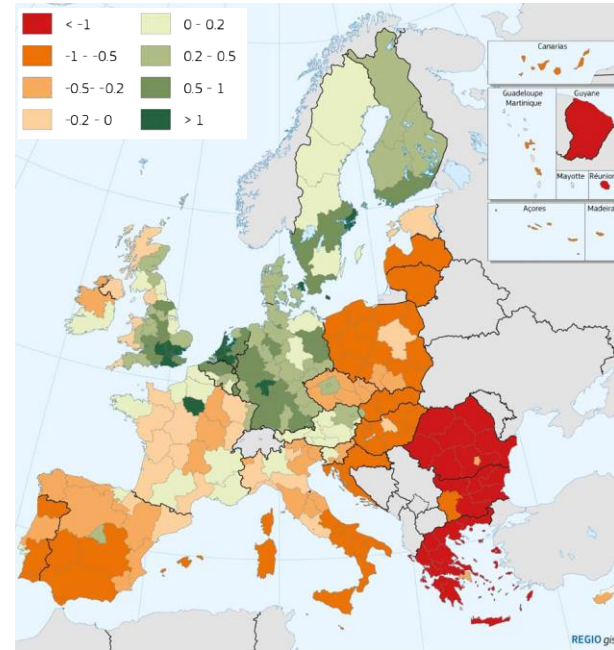 < -1
-1 - -0.5
-0.5- -0.2
-0.2 - 0
0 - 0.2
0.2 - 0.5
0.5 - 1
> 1
Canarias
Guadeloupe
Martinique
Guyane
Mayotte
Réunion
Açores
Madeira
REGIO gis